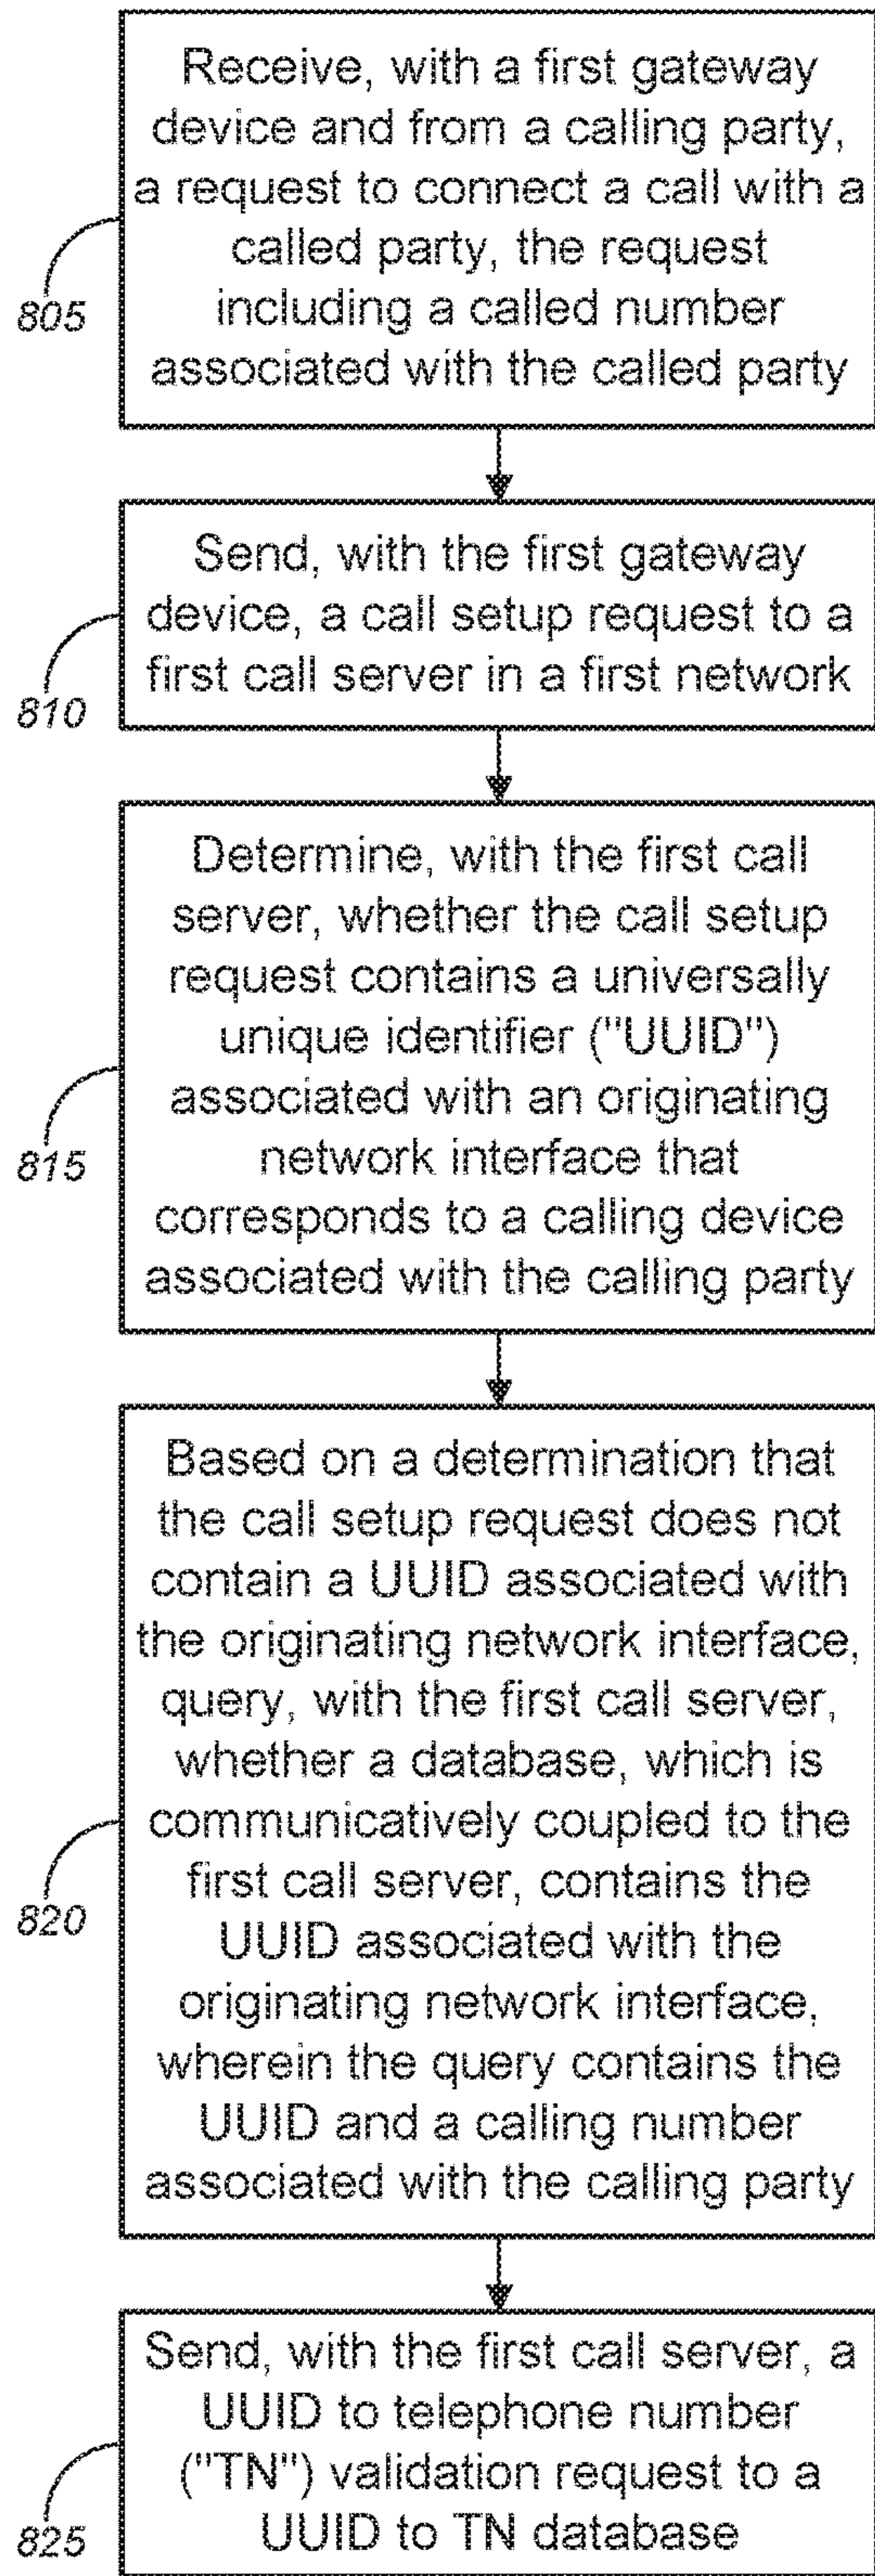 Receive, with a first gateway
device and from a calling party,
a request to connect a call with a
called party, the request
including a called number
associated with the called party
805
Send, with the first gateway
device, a call setup request to a
first call server in a first network
810
Determine, with the first call
server, whether the call setup
request contains a universally
unique identifier ("UUID")
associated with an originating
network interface that
corresponds to a calling device
associated with the calling party
815
Based on a determination that
the call setup request does not
contain a UUID associated with
the originating network interface,
query, with the first call server,
whether a database, which is
communicatively coupled to the
first call server, contains the
UUID associated with the
originating network interface,
wherein the query contains the
UUID and a calling number
associated with the calling party
820
Send, with the first call server, a
UUID to telephone number
("TN") validation request to a
UUID to TN database
825